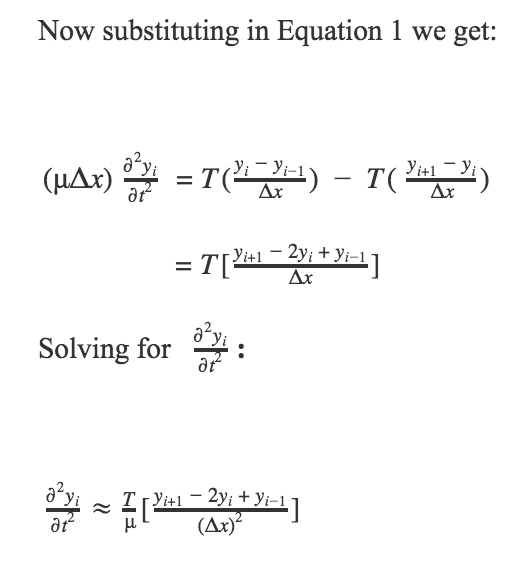 Now substituting in Equation 1 we get:
(μΔx) ∂²yᵢ/∂t² = T((yᵢ − yᵢ₋₁)/Δx) − T((yᵢ₊₁ − yᵢ)/Δx)
= T[(yᵢ₊₁ − 2yᵢ + yᵢ₋₁)/Δx]
Solving for ∂²yᵢ/∂t² :
∂²yᵢ/∂t² ≈ T/μ [(yᵢ₊₁ − 2yᵢ + yᵢ₋₁)/(Δx)²]